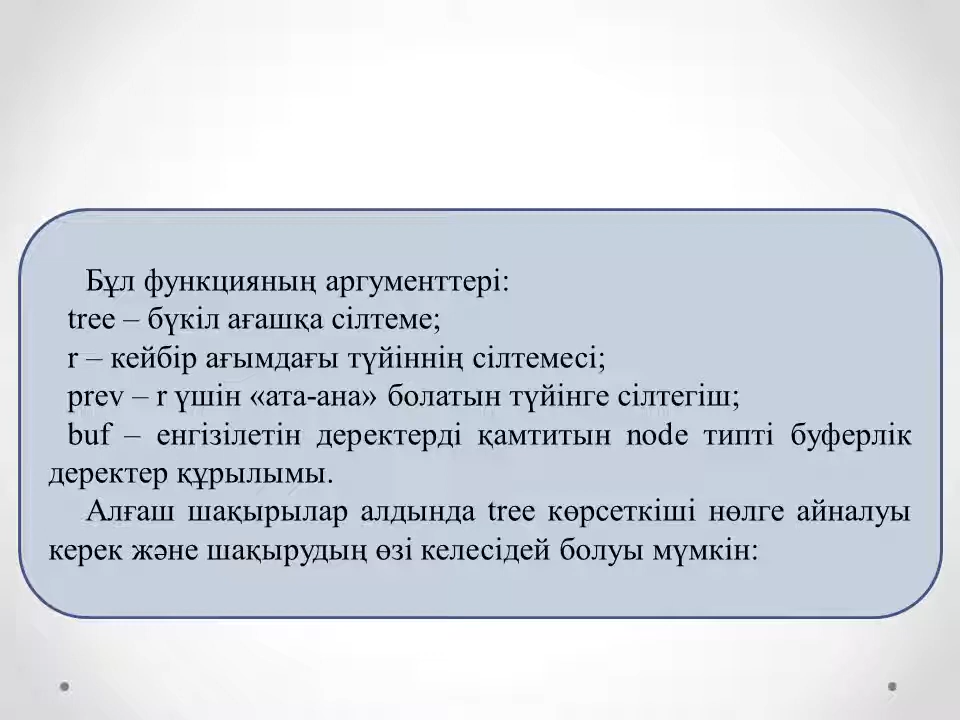 Бұл функцияның аргументтері:
tree – бүкіл ағашқа сілтеме;
r – кейбір ағымдағы түйіннің сілтемесі;
prev – r үшін «ата-ана» болатын түйінге сілтегіш;
buf – енгізілетін деректерді қамтитын node типті буферлік
деректер құрылымы.
Алғаш шақырылар алдында tree көрсеткіші нөлге айналуы
керек және шақырудың өзі келесідей болуы мүмкін: